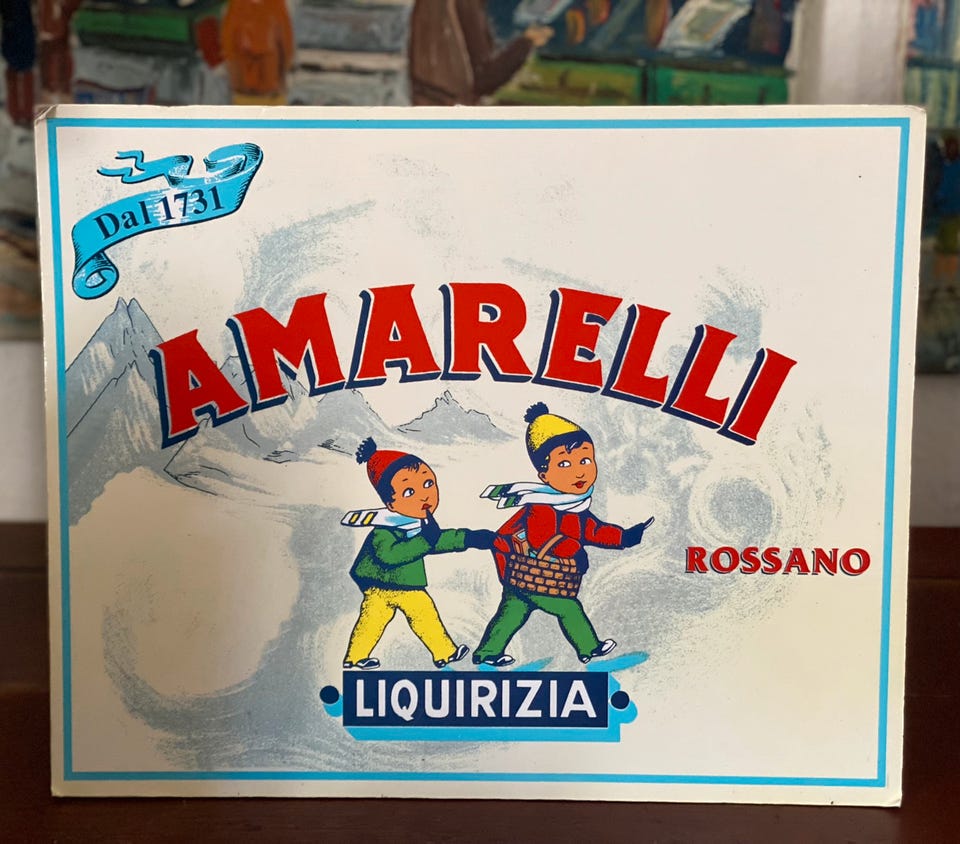 Dal 1731
AMARELLI
ROSSANO
LIQUIRIZIA